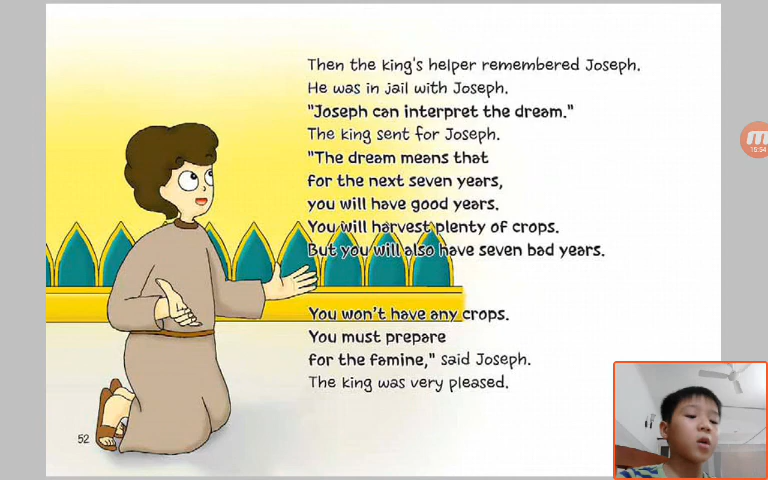 Then the king's helper remembered Joseph.
He was in jail with Joseph.
"Joseph can interpret the dream."
The king sent for Joseph.
"The dream means that
for the next seven years,
you will have good years.
You will harvest plenty of crops.
But you will also have seven bad years.
You won't have any crops.
You must prepare
for the famine," said Joseph.
The king was very pleased.
52
15:54